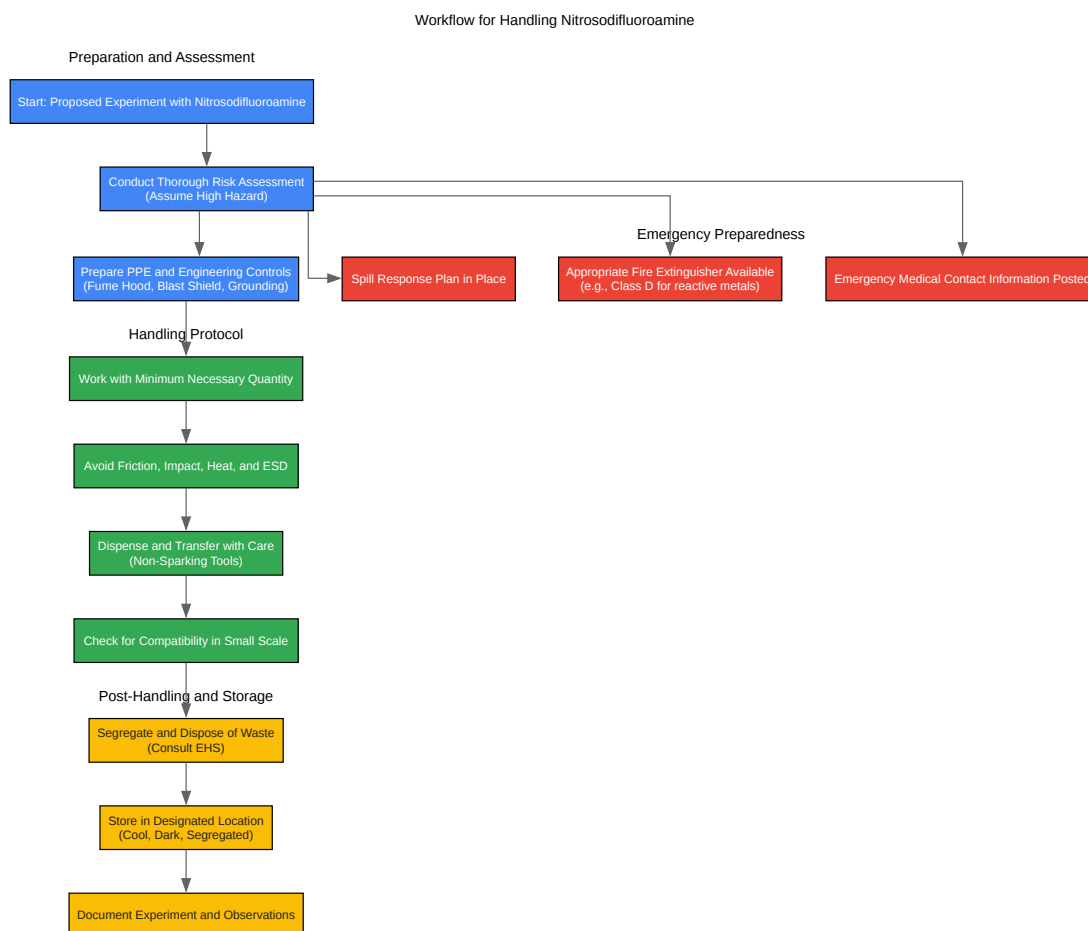 Workflow for Handling Nitrosodifluoroamine
Preparation and Assessment
Start: Proposed Experiment with Nitrosodifluoroamine
Conduct Thorough Risk Assessment
(Assume High Hazard)
Emergency Preparedness
Prepare PPE and Engineering Controls
(Fume Hood, Blast Shield, Grounding)
Spill Response Plan in Place
Appropriate Fire Extinguisher Available
(e.g., Class D for reactive metals)
Emergency Medical Contact Information Posted
Handling Protocol
Work with Minimum Necessary Quantity
Avoid Friction, Impact, Heat, and ESD
Dispense and Transfer with Care
(Non-Sparking Tools)
Check for Compatibility in Small Scale
Post-Handling and Storage
Segregate and Dispose of Waste
(Consult EHS)
Store in Designated Location
(Cool, Dark, Segregated)
Document Experiment and Observations